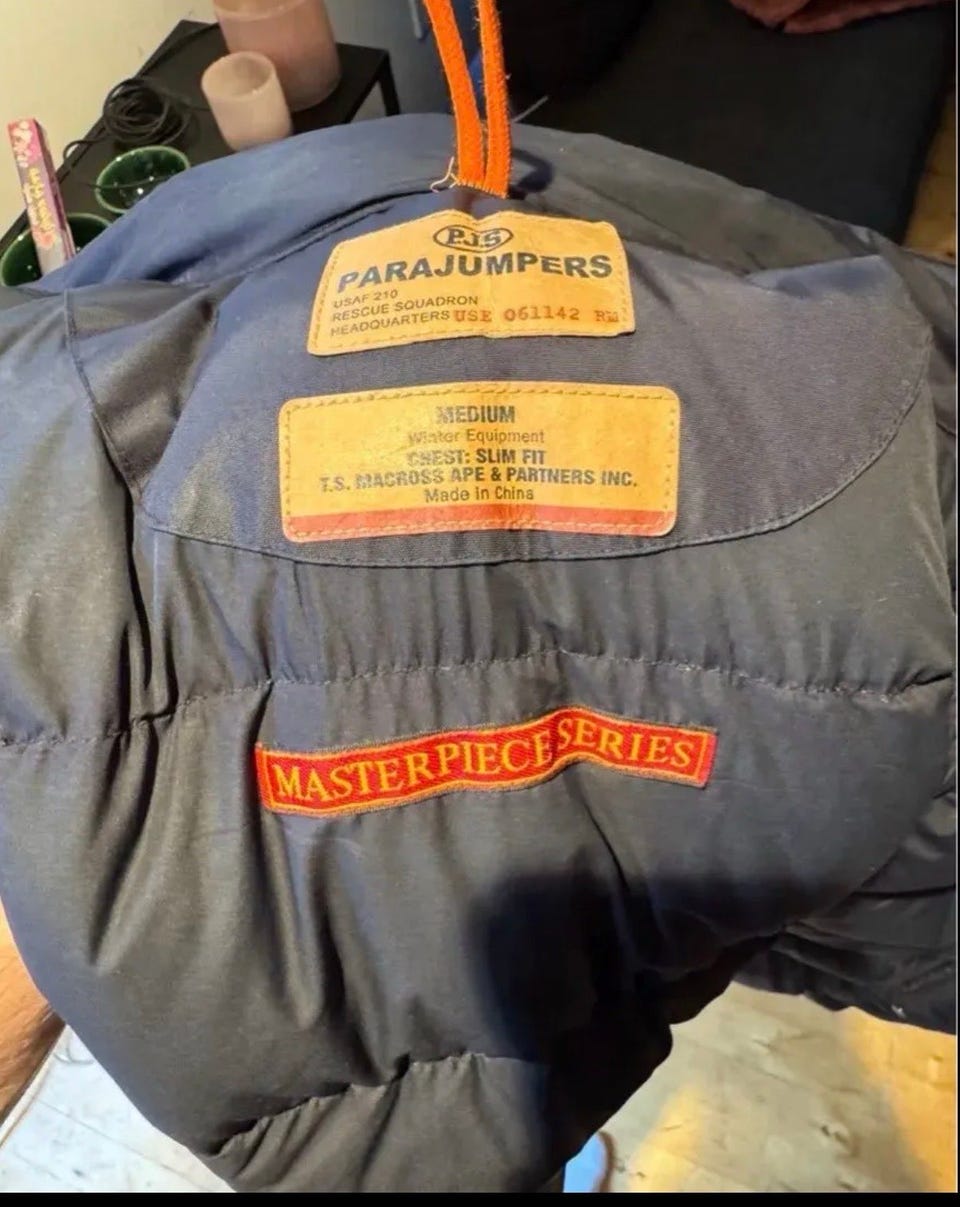 P.J.S
PARAJUMPERS
USAF 210
RESCUE SQUADRON
HEADQUARTERS USE 061142 RW
MEDIUM
Winter Equipment
CHEST: SLIM FIT
T.S. MACROSS APE & PARTNERS INC.
Made in China
MASTERPIECE SERIES